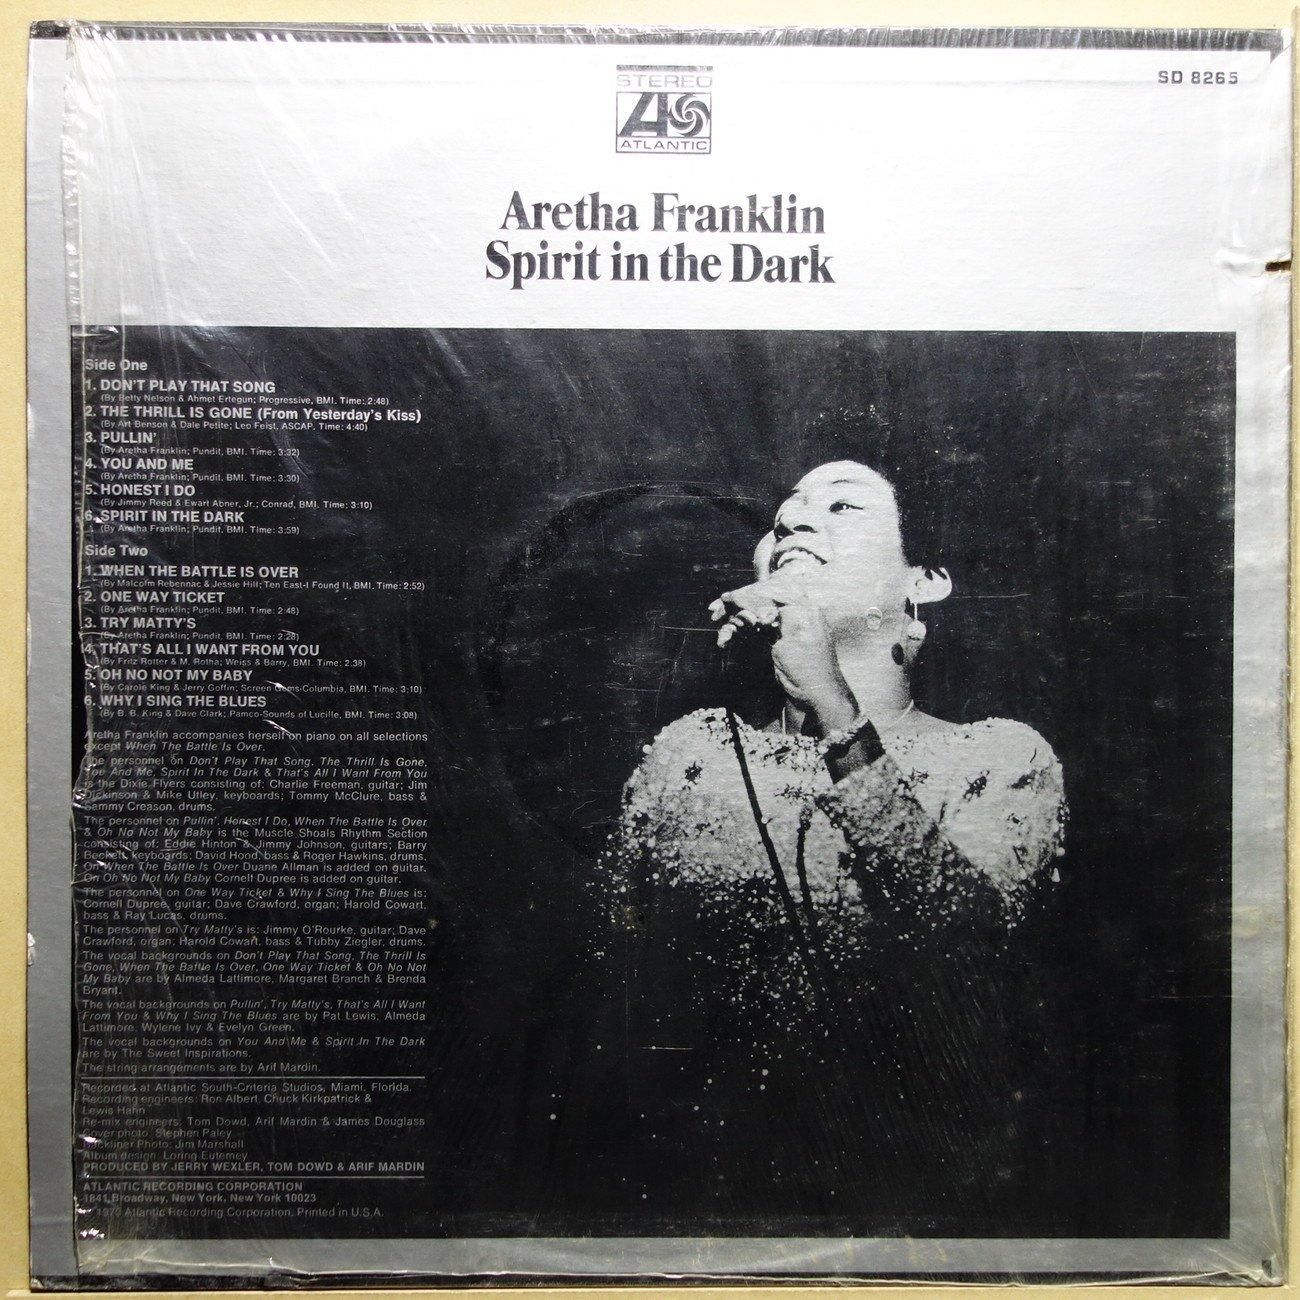 STEREO
ATLANTIC
SD 8265
Aretha Franklin
Spirit in the Dark
Side One
1. DON'T PLAY THAT SONG
(By Betty Nelson & Ahmet Ertegun; Progressive, BMI. Time: 2:48)
2. THE THRILL IS GONE (From Yesterday's Kiss)
(By Art Benson & Dale Petite; Leo Feist, ASCAP. Time: 4:40)
3. PULLIN'
(By Aretha Franklin; Pundit, BMI. Time: 3:32)
4. YOU AND ME
(By Aretha Franklin; Pundit, BMI. Time: 3:30)
5. HONEST I DO
(By Jimmy Reed & Ewart Abner, Jr.; Conrad, BMI. Time: 3:10)
6. SPIRIT IN THE DARK
(By Aretha Franklin; Pundit, BMI. Time: 3:59)
Side Two
1. WHEN THE BATTLE IS OVER
(By Malcolm Rebennac & Jessie Hill; Ten East-I Found It, BMI. Time: 2:52)
2. ONE WAY TICKET
(By Aretha Franklin; Pundit, BMI. Time: 2:48)
3. TRY MATTY'S
(By Aretha Franklin; Pundit, BMI. Time: 2:28)
4. THAT'S ALL I WANT FROM YOU
(By Fritz Rotter & M. Rotha; Weiss & Barry, BMI. Time: 2:38)
5. OH NO NOT MY BABY
(By Carole King & Jerry Goffin; Screen Gems-Columbia, BMI. Time: 3:10)
6. WHY I SING THE BLUES
(By B. B. King & Dave Clark; Pamco-Sounds of Lucille, BMI. Time: 3:08)
Aretha Franklin accompanies herself on piano on all selections
except When The Battle Is Over.
The personnel on Don't Play That Song, The Thrill Is Gone,
You And Me, Spirit In The Dark & That's All I Want From You
is the Dixie Flyers consisting of: Charlie Freeman, guitar; Jim
Dickinson & Mike Utley, keyboards; Tommy McClure, bass &
Sammy Creason, drums.
The personnel on Pullin', Honest I Do, When The Battle Is Over
& Oh No Not My Baby is the Muscle Shoals Rhythm Section
consisting of: Eddie Hinton & Jimmy Johnson, guitars; Barry
Beckett, keyboards; David Hood, bass & Roger Hawkins, drums.
On When The Battle Is Over Duane Allman is added on guitar.
On Oh No Not My Baby Cornell Dupree is added on guitar.
The personnel on One Way Ticket & Why I Sing The Blues is:
Cornell Dupree, guitar; Dave Crawford, organ; Harold Cowart,
bass & Ray Lucas, drums.
The personnel on Try Matty's is: Jimmy O'Rourke, guitar; Dave
Crawford, organ; Harold Cowart, bass & Tubby Ziegler, drums.
The vocal backgrounds on Don't Play That Song, The Thrill Is
Gone, When The Battle Is Over, One Way Ticket & Oh No Not
My Baby are by Almeda Lattimore, Margaret Branch & Brenda
Bryant.
The vocal backgrounds on Pullin', Try Matty's, That's All I Want
From You & Why I Sing The Blues are by Pat Lewis, Almeda
Lattimore, Wylene Ivy & Evelyn Green.
The vocal backgrounds on You And Me & Spirit In The Dark
are by The Sweet Inspirations.
The string arrangements are by Arif Mardin.
Recorded at Atlantic South-Criteria Studios, Miami, Florida.
Recording engineers: Ron Albert, Chuck Kirkpatrick &
Lewis Hahn
Re-mix engineers: Tom Dowd, Arif Mardin & James Douglass
Cover photo: Stephen Paley
Backliner Photo: Jim Marshall
Album design: Loring Eutemey
PRODUCED BY JERRY WEXLER, TOM DOWD & ARIF MARDIN
ATLANTIC RECORDING CORPORATION
1841 Broadway, New York, New York 10023
1970 Atlantic Recording Corporation. Printed in U.S.A.